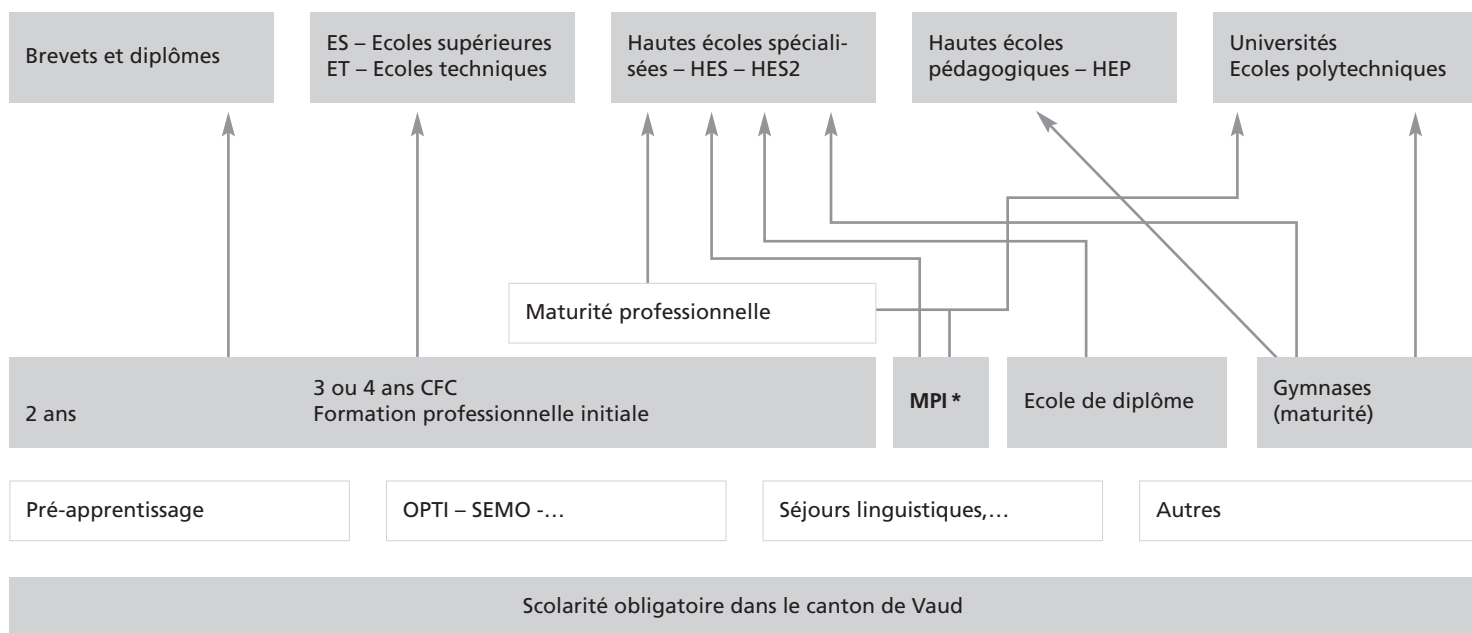 Brevets et diplômes
ES – Ecoles supérieures
ET – Ecoles techniques
Hautes écoles spéciali-
sées – HES – HES2
Hautes écoles
pédagogiques – HEP
Universités
Ecoles polytechniques
Maturité professionnelle
2 ans
3 ou 4 ans CFC
Formation professionnelle initiale
MPI *
Ecole de diplôme
Gymnases
(maturité)
Pré-apprentissage
OPTI – SEMO -…
Séjours linguistiques,…
Autres
Scolarité obligatoire dans le canton de Vaud